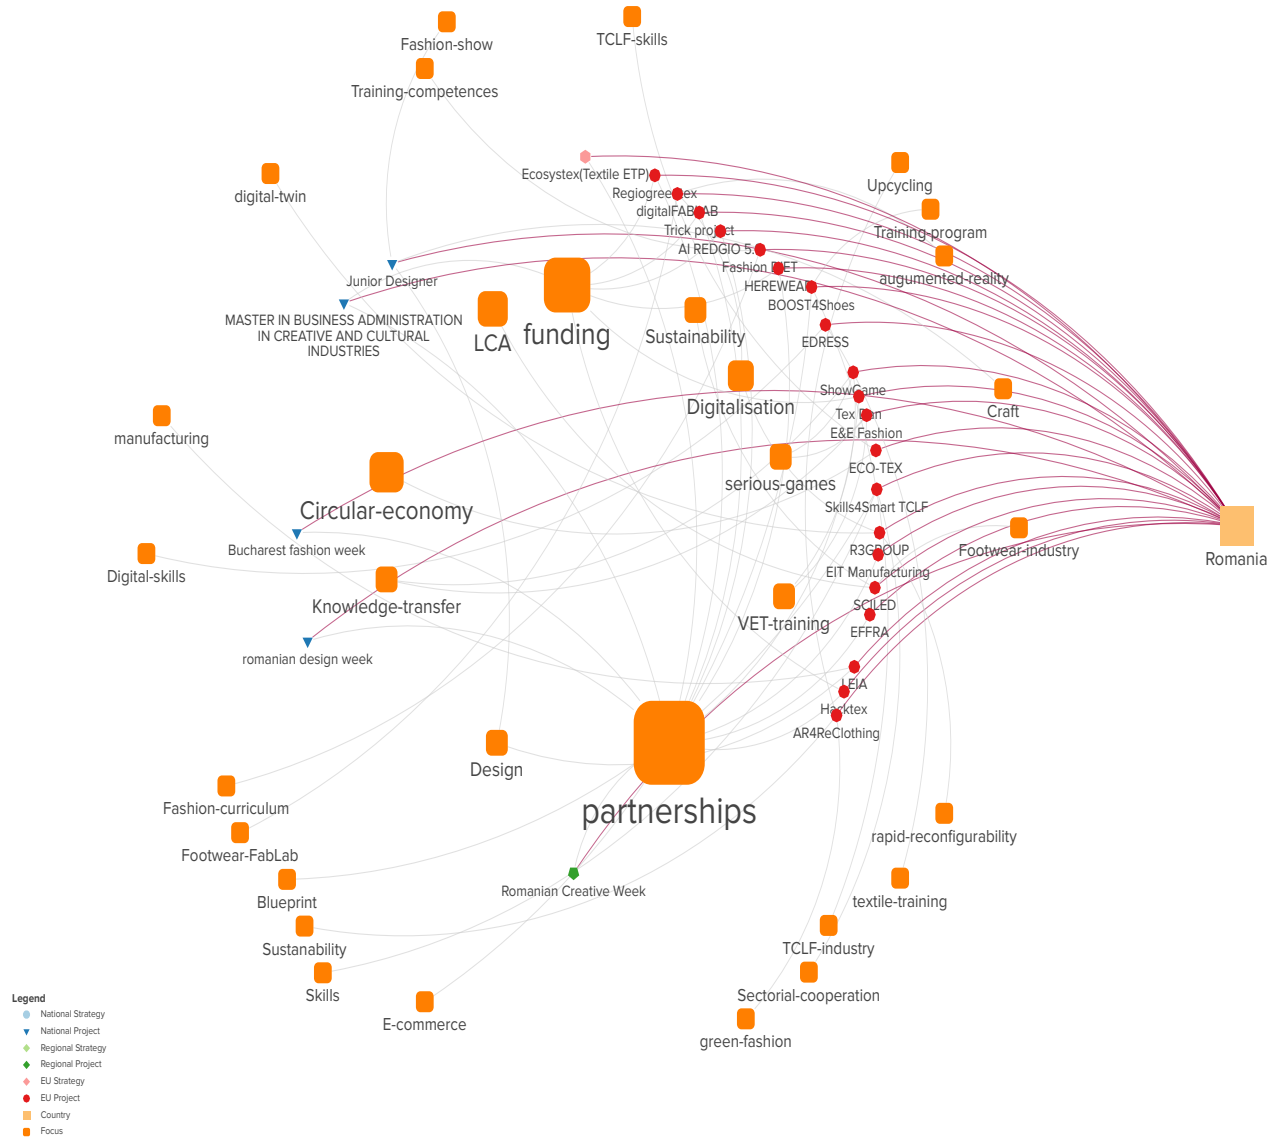 Fashion-show
TCLF-skills
Training-competences
Ecosystex(Textile ETP)
Upcycling
digital-twin
Regiogreentex
digitalFABLAB
Trick project
Training-program
AI REDGIO 5.
Fashion DIET
augumented-reality
Junior Designer
HEREWEAR
BOOST4Shoes
MASTER IN BUSINESS ADMINISTRATION
IN CREATIVE AND CULTURAL
INDUSTRIES
LCA
funding
Sustainability
EDRESS
ShowGame
Digitalisation
Tex Dan
Craft
manufacturing
E&E Fashion
ECO-TEX
serious-games
Circular-economy
Skills4Smart TCLF
Bucharest fashion week
R3GROUP
Footwear-industry
Romania
Digital-skills
EIT Manufacturing
Knowledge-transfer
SCILED
VET-training
EFFRA
romanian design week
LEIA
Hacktex
AR4ReClothing
Design
Fashion-curriculum
partnerships
rapid-reconfigurability
Footwear-FabLab
Romanian Creative Week
Blueprint
textile-training
Sustanability
TCLF-industry
Skills
Sectorial-cooperation
E-commerce
green-fashion
Legend
National Strategy
National Project
Regional Strategy
Regional Project
EU Strategy
EU Project
Country
Focus